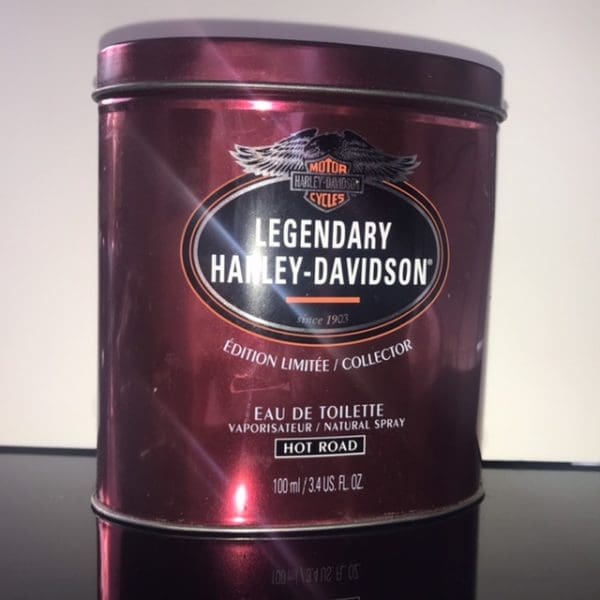 MOTOR
HARLEY-DAVIDSON
CYCLES™
LEGENDARY
HARLEY-DAVIDSON®
since 1903
ÉDITION LIMITÉE / COLLECTOR
EAU DE TOILETTE
VAPORISATEUR / NATURAL SPRAY
HOT ROAD
100 ml / 3.4 US. FL. OZ.